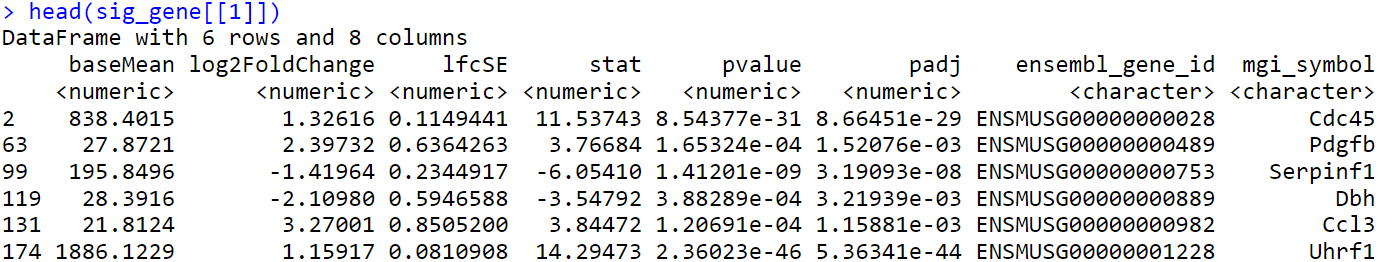 > head(sig_gene[[1]])
DataFrame with 6 rows and 8 columns
baseMean log2FoldChange lfcSE stat pvalue padj ensembl_gene_id mgi_symbol
<numeric> <numeric> <numeric> <numeric> <numeric> <numeric> <character> <character>
2 838.4015 1.32616 0.1149441 11.53743 8.54377e-31 8.66451e-29 ENSMUSG00000000028 Cdc45
63 27.8721 2.39732 0.6364263 3.76684 1.65324e-04 1.52076e-03 ENSMUSG00000000489 Pdgfb
99 195.8496 -1.41964 0.2344917 -6.05410 1.41201e-09 3.19093e-08 ENSMUSG00000000753 Serpinf1
119 28.3916 -2.10980 0.5946588 -3.54792 3.88289e-04 3.21939e-03 ENSMUSG00000000889 Dbh
131 21.8124 3.27001 0.8505200 3.84472 1.20691e-04 1.15881e-03 ENSMUSG00000000982 Ccl3
174 1886.1229 1.15917 0.0810908 14.29473 2.36023e-46 5.36341e-44 ENSMUSG00000001228 Uhrf1